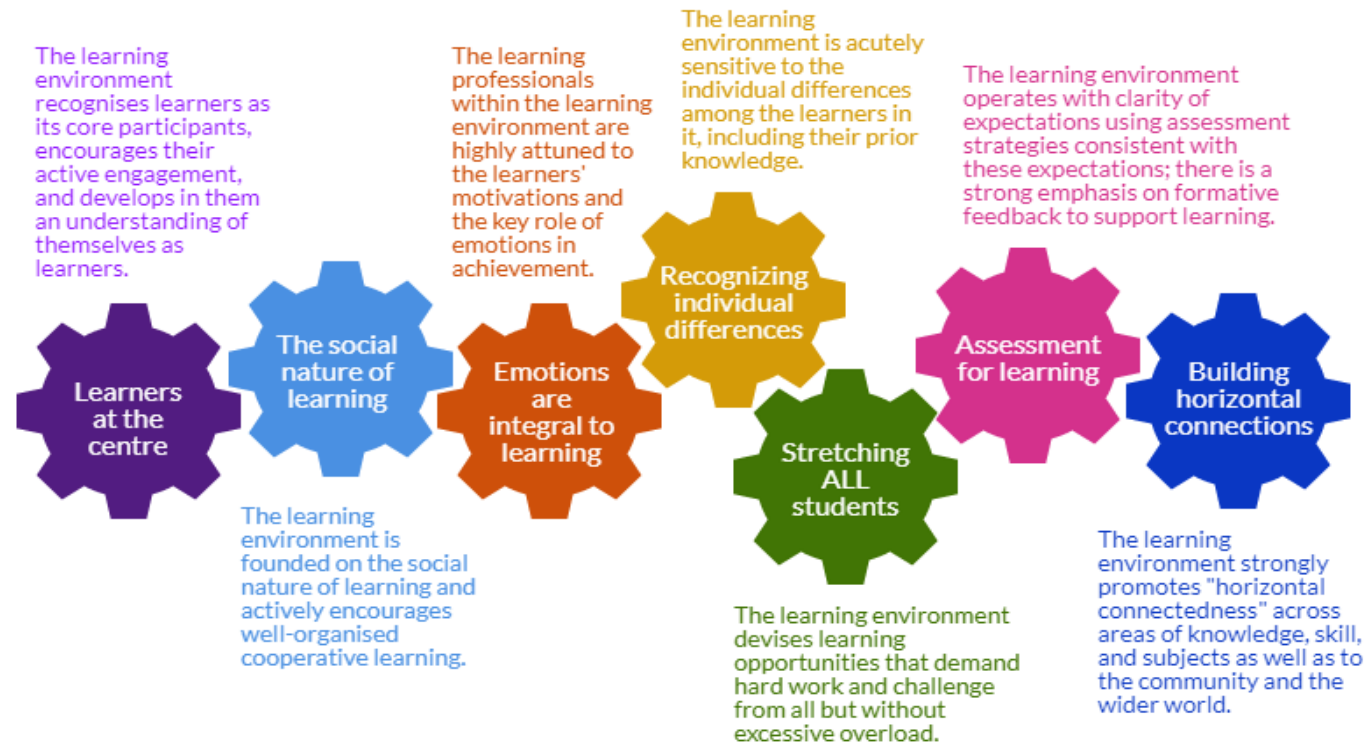 The learning
environment
recognises learners as
its core participants,
encourages their
active engagement,
and develops in them
an understanding of
themselves as
learners.
Learners
at the
centre
The social
nature of
learning
The learning
environment is
founded on the social
nature of learning and
actively encourages
well-organised
cooperative learning.
The learning
professionals
within the learning
environment are
highly attuned to
the learners'
motivations and
the key role of
emotions in
achievement.
Emotions
are
integral to
learning
The learning
environment is acutely
sensitive to the
individual differences
among the learners in
it, including their prior
knowledge.
Recognizing
individual
differences
Stretching
ALL
students
The learning environment
devises learning
opportunities that demand
hard work and challenge
from all but without
excessive overload.
The learning environment
operates with clarity of
expectations using assessment
strategies consistent with
these expectations; there is a
strong emphasis on formative
feedback to support learning.
Assessment
for learning
Building
horizontal
connections
The learning
environment strongly
promotes "horizontal
connectedness" across
areas of knowledge, skill,
and subjects as well as to
the community and the
wider world.